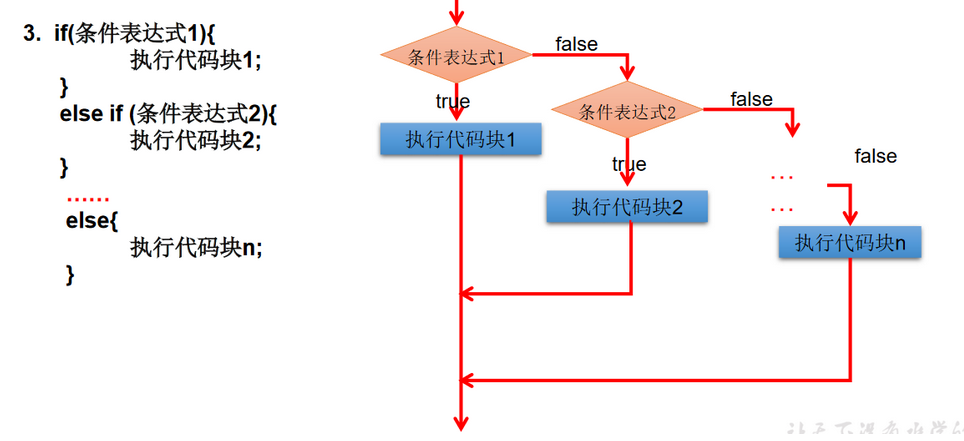 3. if(条件表达式1){
执行代码块1;
}
else if (条件表达式2){
执行代码块2;
}
……
else{
执行代码块n;
}
条件表达式1
false
true
执行代码块1
条件表达式2
false
true
执行代码块2
…
…
false
执行代码块n